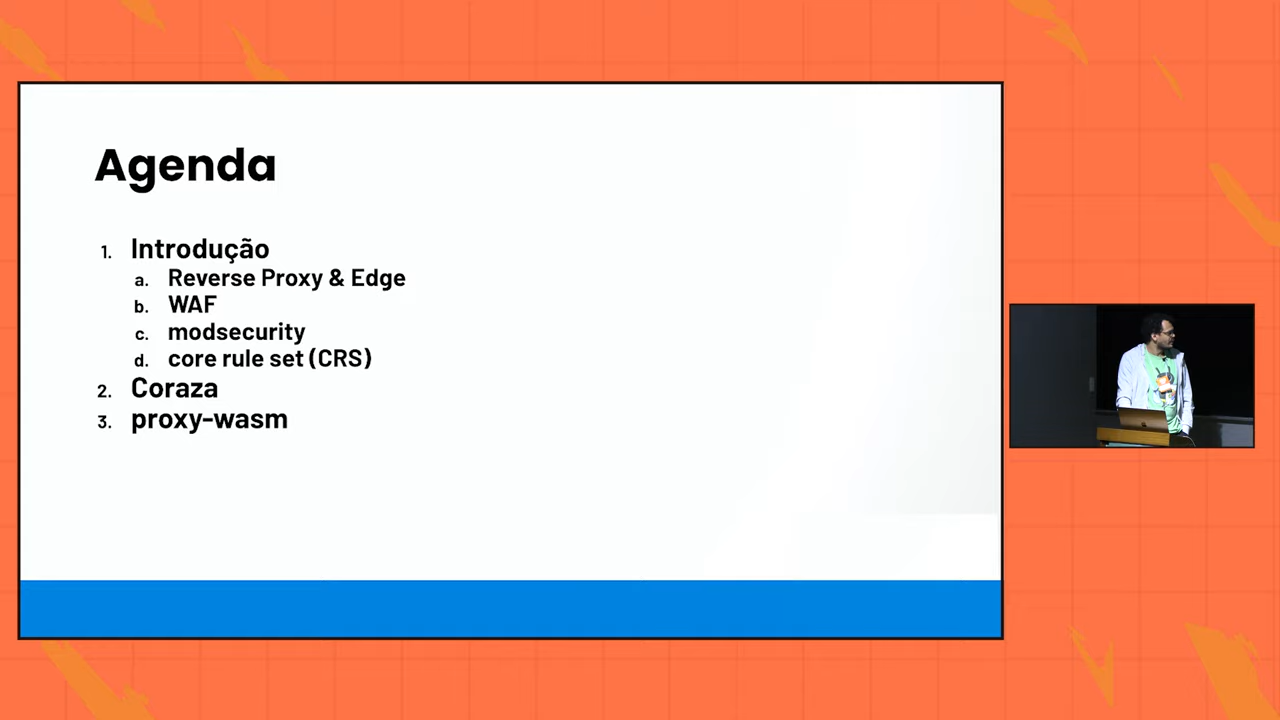 Agenda
1. Introdução
a. Reverse Proxy & Edge
b. WAF
c. modsecurity
d. core rule set (CRS)
2. Coraza
3. proxy-wasm